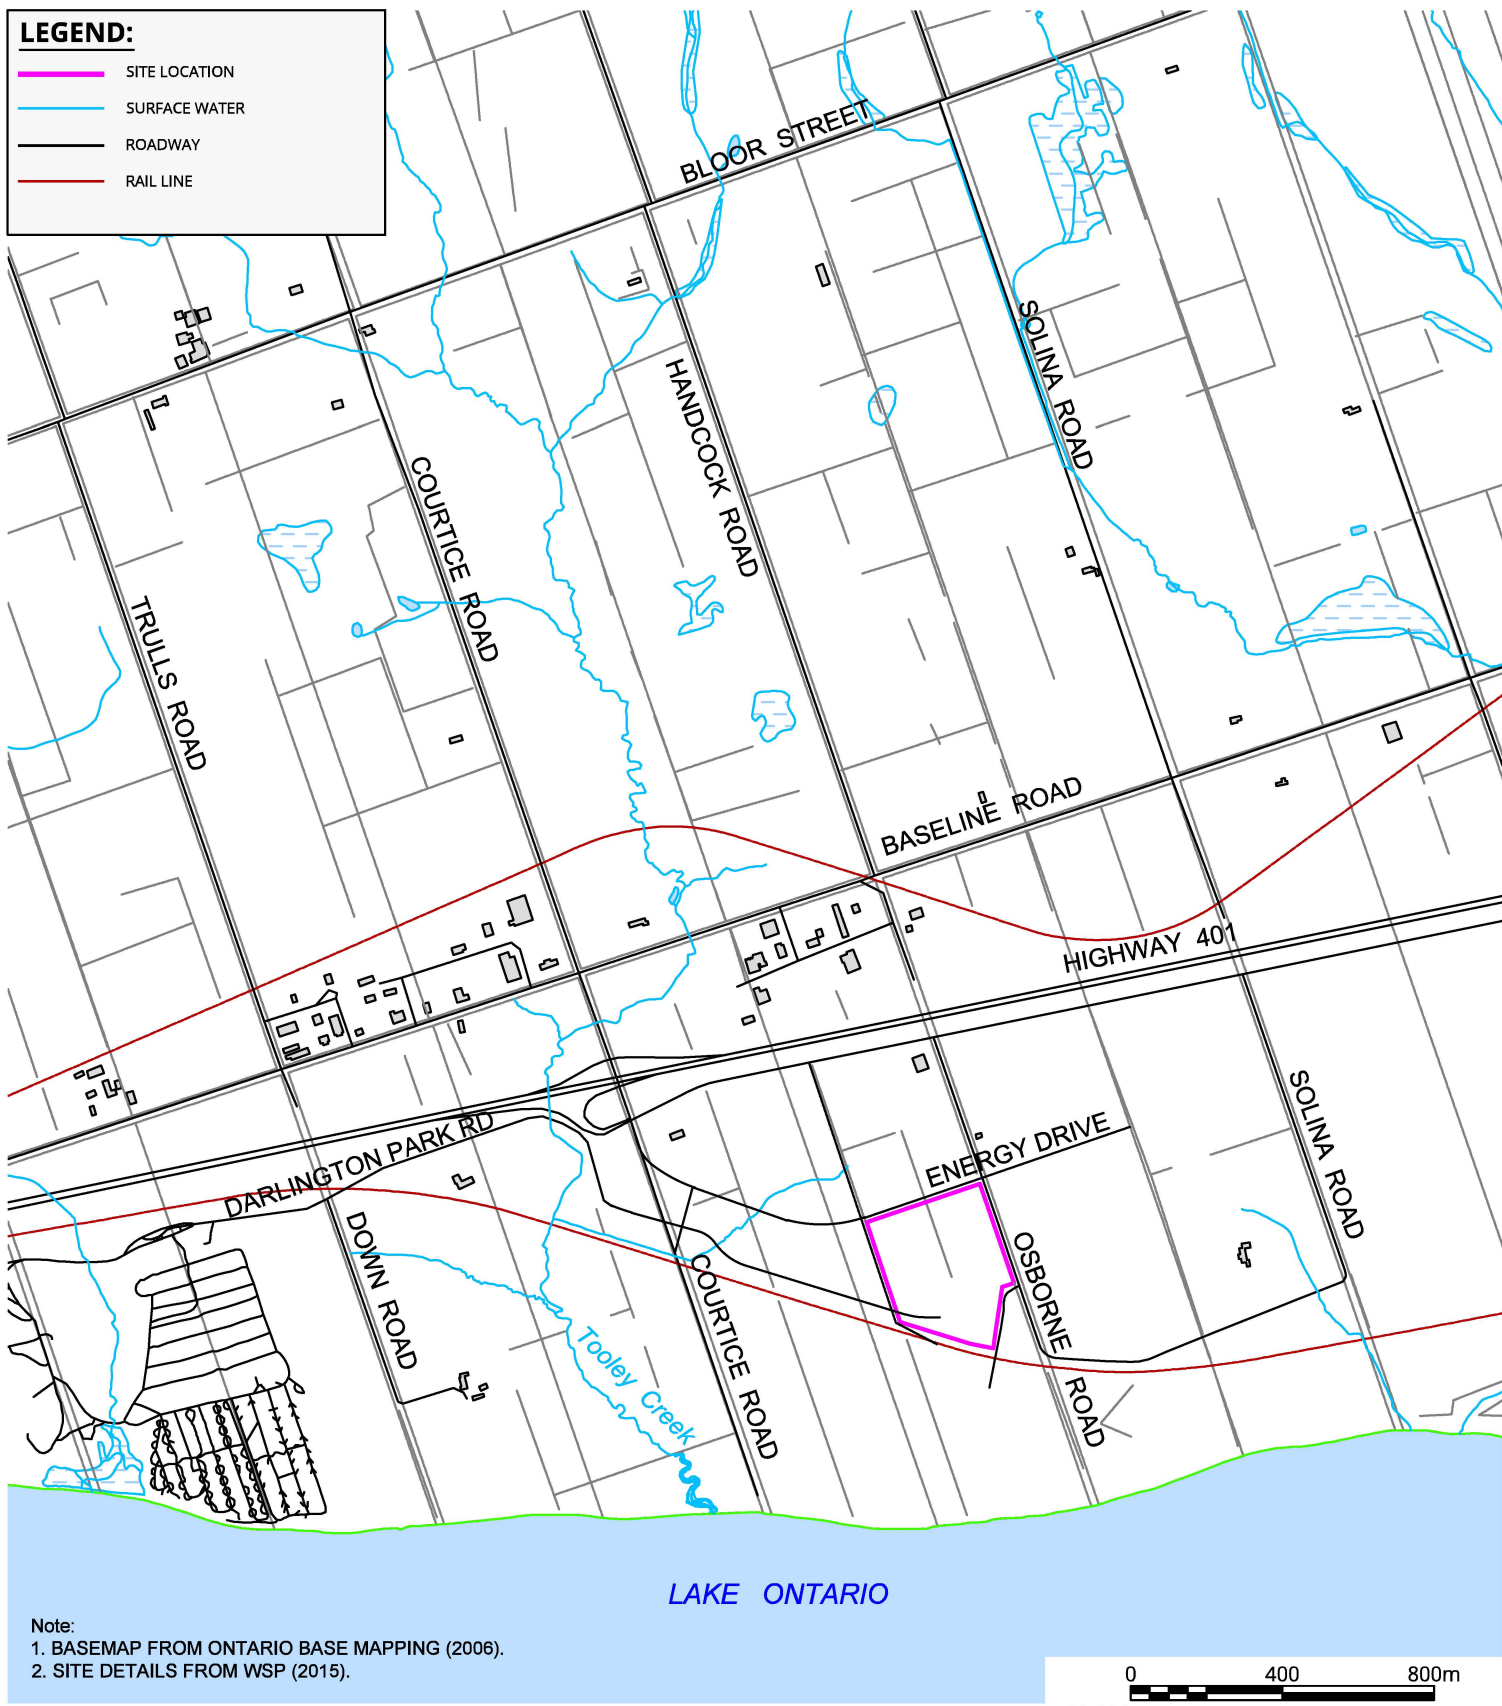 LEGEND:
SITE LOCATION
SURFACE WATER
ROADWAY
RAIL LINE
BLOOR STREET
SOLINA ROAD
HANDCOCK ROAD
COURTICE ROAD
TRULLS ROAD
BASELINE ROAD
HIGHWAY 401
SOLINA ROAD
ENERGY DRIVE
DARLINGTON PARK RD
DOWN ROAD
OSBORNE ROAD
COURTICE ROAD
Tooley Creek
LAKE ONTARIO
Note:
1. BASEMAP FROM ONTARIO BASE MAPPING (2006).
2. SITE DETAILS FROM WSP (2015).
0 400 800m